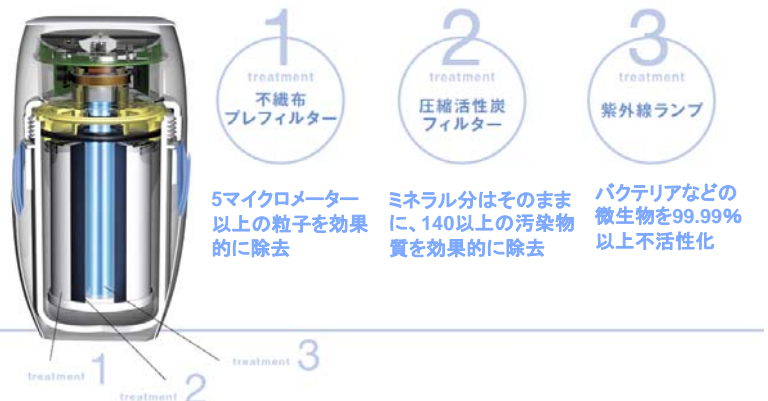 1
treatment
不織布
プレフィルター
5マイクロメーター
以上の粒子を効果
的に除去
2
treatment
圧縮活性炭
フィルター
ミネラル分はそのまま
に、140以上の汚染物
質を効果的に除去
3
treatment
紫外線ランプ
バクテリアなどの
微生物を99.99%
以上不活性化
treatment 1
treatment 2
treatment 3